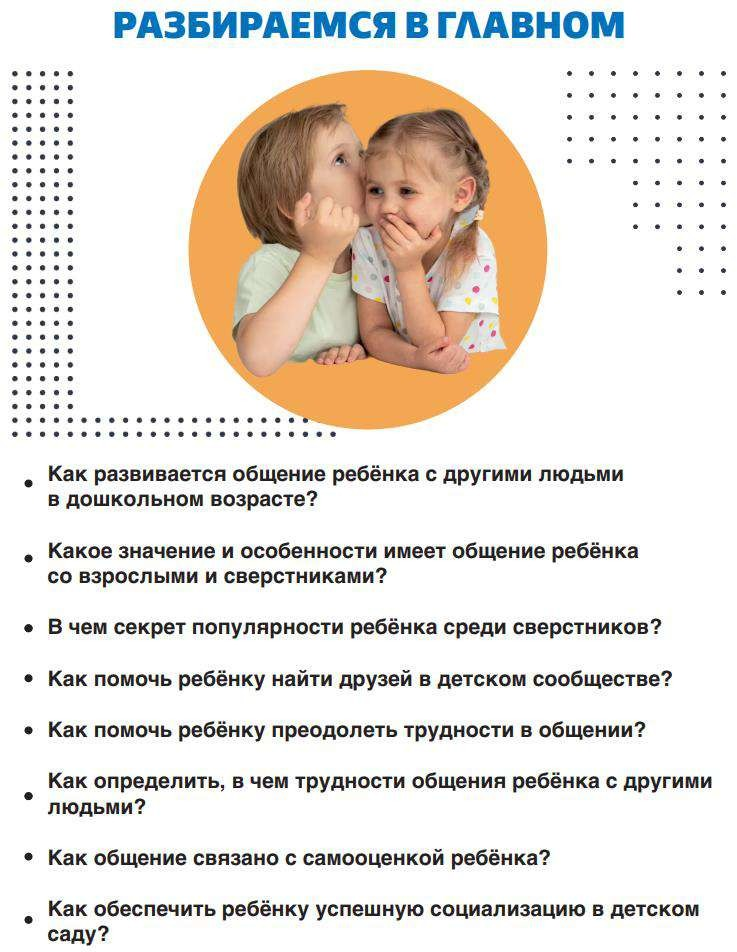 РАЗБИРАЕМСЯ В ГЛАВНОМ
• Как развивается общение ребёнка с другими людьми
в дошкольном возрасте?
• Какое значение и особенности имеет общение ребёнка
со взрослыми и сверстниками?
• В чем секрет популярности ребёнка среди сверстников?
• Как помочь ребёнку найти друзей в детском сообществе?
• Как помочь ребёнку преодолеть трудности в общении?
• Как определить, в чем трудности общения ребёнка с другими
людьми?
• Как общение связано с самооценкой ребёнка?
• Как обеспечить ребёнку успешную социализацию в детском
саду?